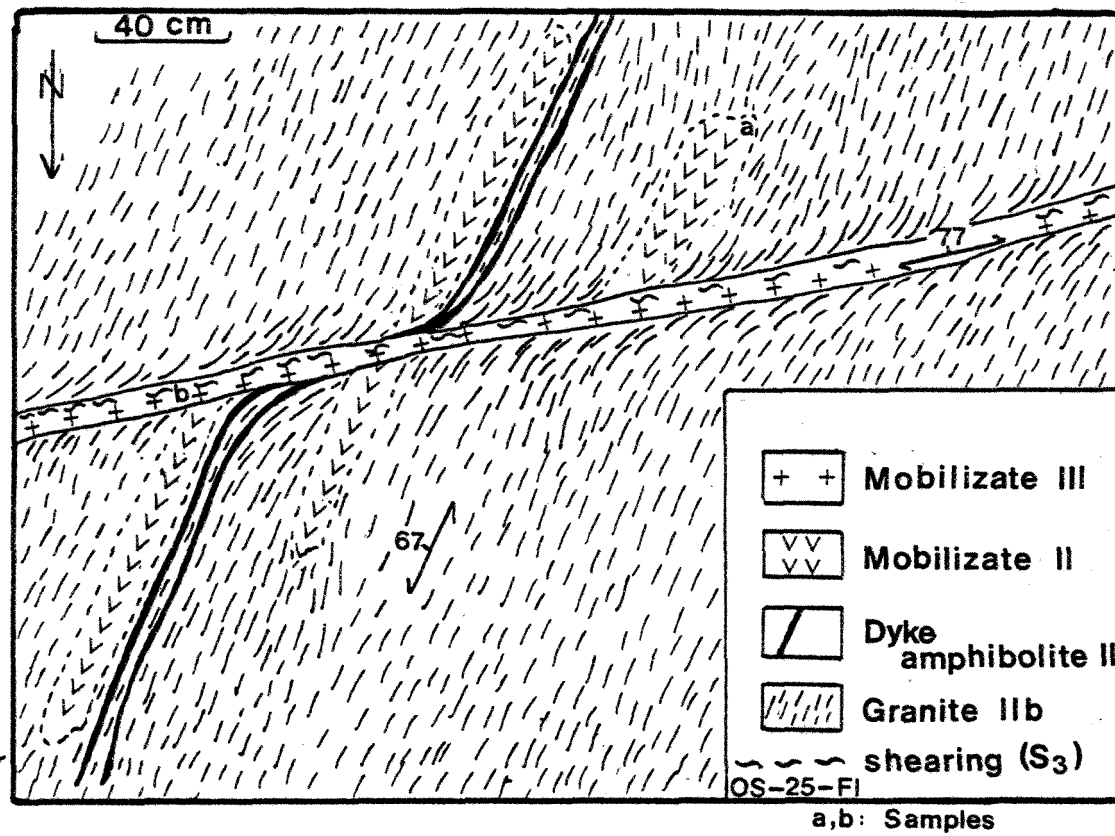 40 cm
N
a
77
b
67
Mobilizate III
Mobilizate II
Dyke
amphibolite II
Granite IIb
shearing (S3)
OS-25-FI
a,b: Samples